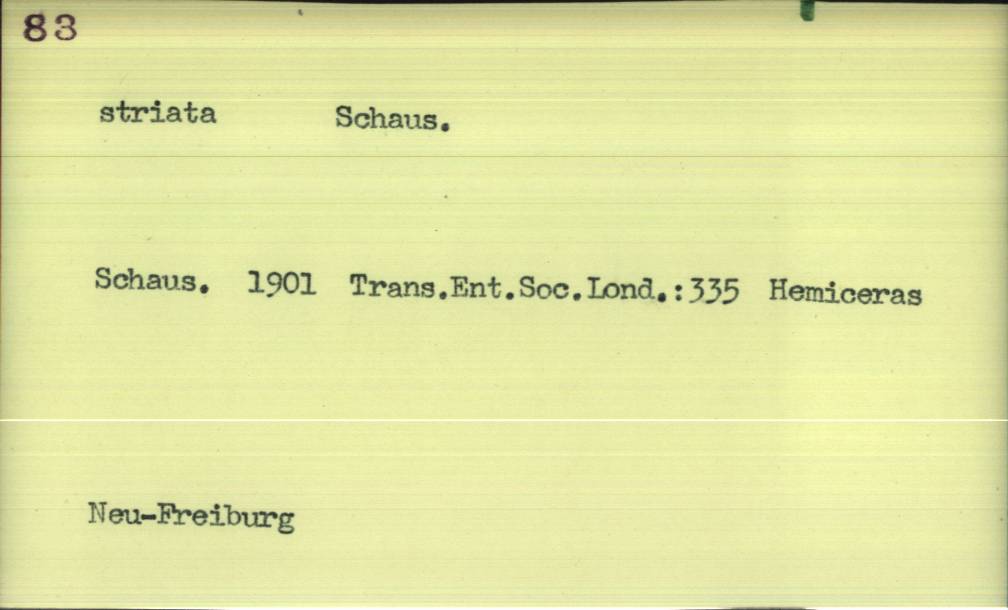 83
striata Schaus.
Schaus. 1901 Trans.Ent.Soc.Lond.:335 Hemiceras
Neu-Freiburg